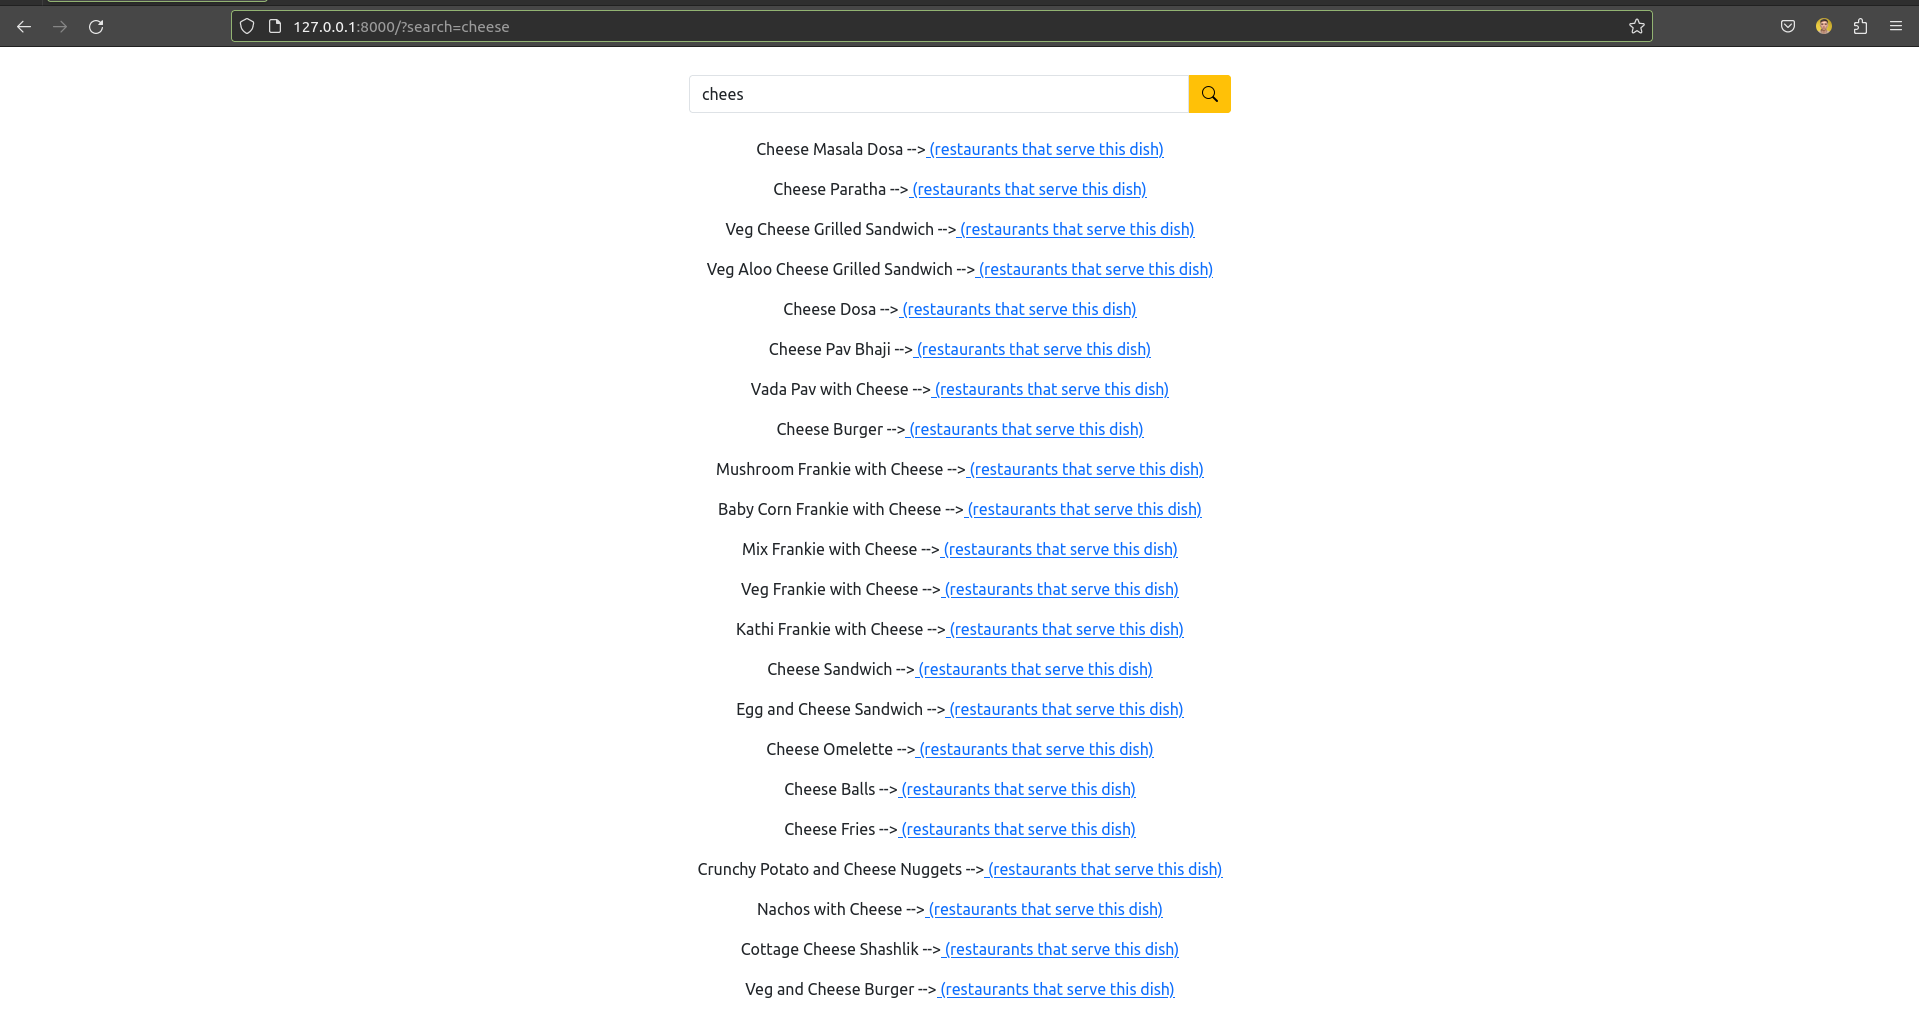 127.0.0.1:8000/?search=cheese
chees
Cheese Masala Dosa --> (restaurants that serve this dish)
Cheese Paratha --> (restaurants that serve this dish)
Veg Cheese Grilled Sandwich --> (restaurants that serve this dish)
Veg Aloo Cheese Grilled Sandwich --> (restaurants that serve this dish)
Cheese Dosa --> (restaurants that serve this dish)
Cheese Pav Bhaji --> (restaurants that serve this dish)
Vada Pav with Cheese --> (restaurants that serve this dish)
Cheese Burger --> (restaurants that serve this dish)
Mushroom Frankie with Cheese --> (restaurants that serve this dish)
Baby Corn Frankie with Cheese --> (restaurants that serve this dish)
Mix Frankie with Cheese --> (restaurants that serve this dish)
Veg Frankie with Cheese --> (restaurants that serve this dish)
Kathi Frankie with Cheese --> (restaurants that serve this dish)
Cheese Sandwich --> (restaurants that serve this dish)
Egg and Cheese Sandwich --> (restaurants that serve this dish)
Cheese Omelette --> (restaurants that serve this dish)
Cheese Balls --> (restaurants that serve this dish)
Cheese Fries --> (restaurants that serve this dish)
Crunchy Potato and Cheese Nuggets --> (restaurants that serve this dish)
Nachos with Cheese --> (restaurants that serve this dish)
Cottage Cheese Shashlik --> (restaurants that serve this dish)
Veg and Cheese Burger --> (restaurants that serve this dish)